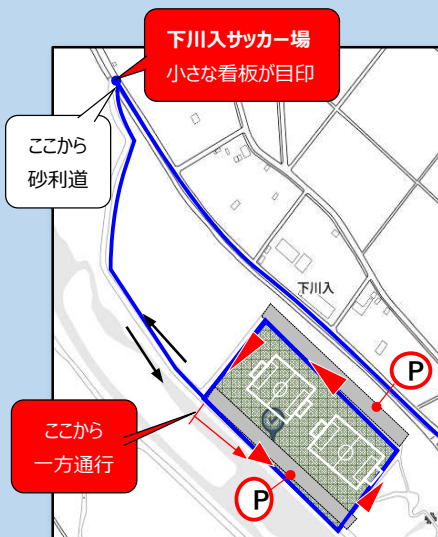 下川入サッカー場
小さな看板が目印
ここから
砂利道
下川入
P
ここから
一方通行
P